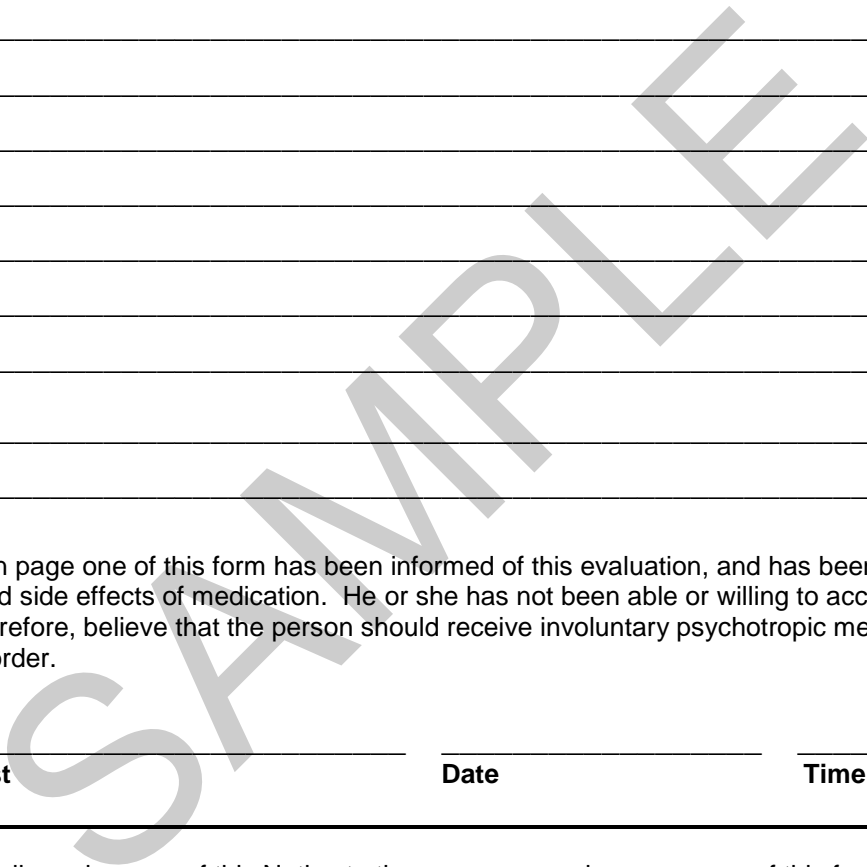 n page one of this form has been informed of this evaluation, and has been
d side effects of medication. He or she has not been able or willing to acc
refore, believe that the person should receive involuntary psychotropic me
order.
st Date Time
SAMPLE